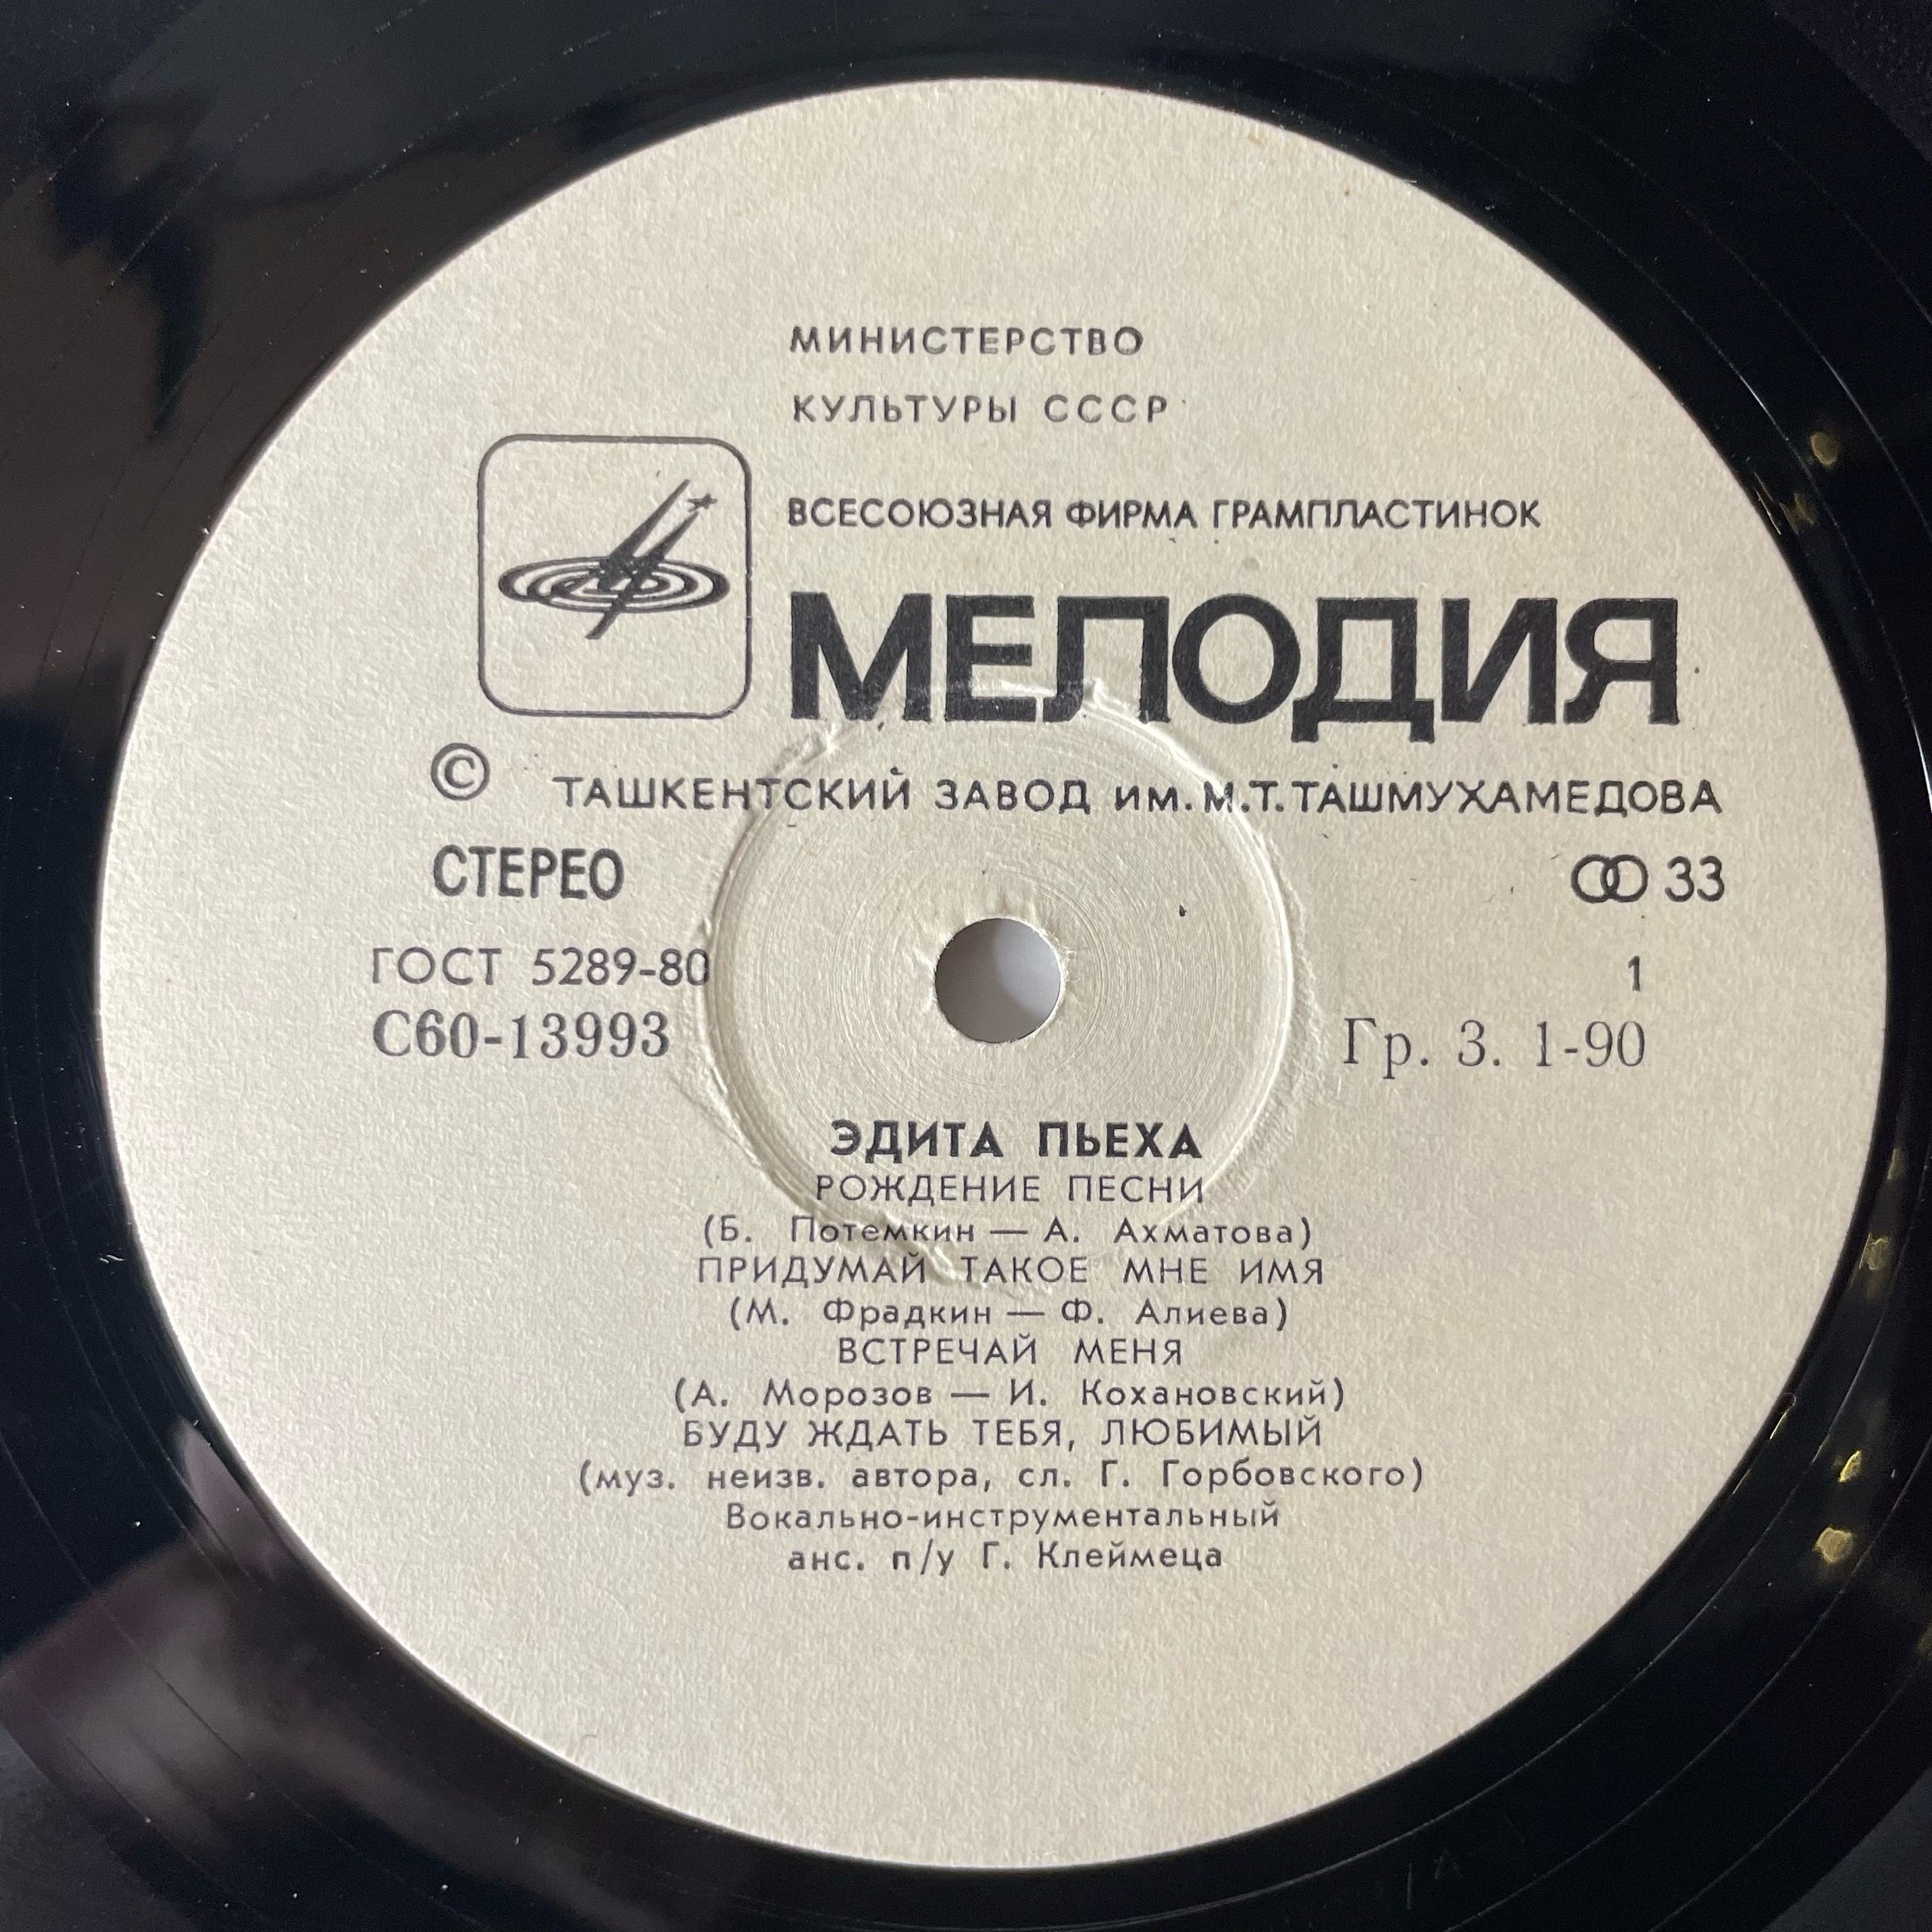 МИНИСТЕРСТВО
КУЛЬТУРЫ СССР
ВСЕСОЮЗНАЯ ФИРМА ГРАМПЛАСТИНОК
МЕЛОДИЯ
© ТАШКЕНТСКИЙ ЗАВОД им. М.Т. ТАШМУХАМЕДОВА
СТЕРЕО 33
ГОСТ 5289-80 1
С60-13993 Гр. 3. 1-90
ЭДИТА ПЬЕХА
РОЖДЕНИЕ ПЕСНИ
(Б. Потемкин — А. Ахматова)
ПРИДУМАЙ ТАКОЕ МНЕ ИМЯ
(М. Фрадкин — Ф. Алиева)
ВСТРЕЧАЙ МЕНЯ
(А. Морозов — И. Кохановский)
БУДУ ЖДАТЬ ТЕБЯ, ЛЮБИМЫЙ
(муз. неизв. автора, сл. Г. Горбовского)
Вокально-инструментальный
анс. п/у Г. Клеймеца